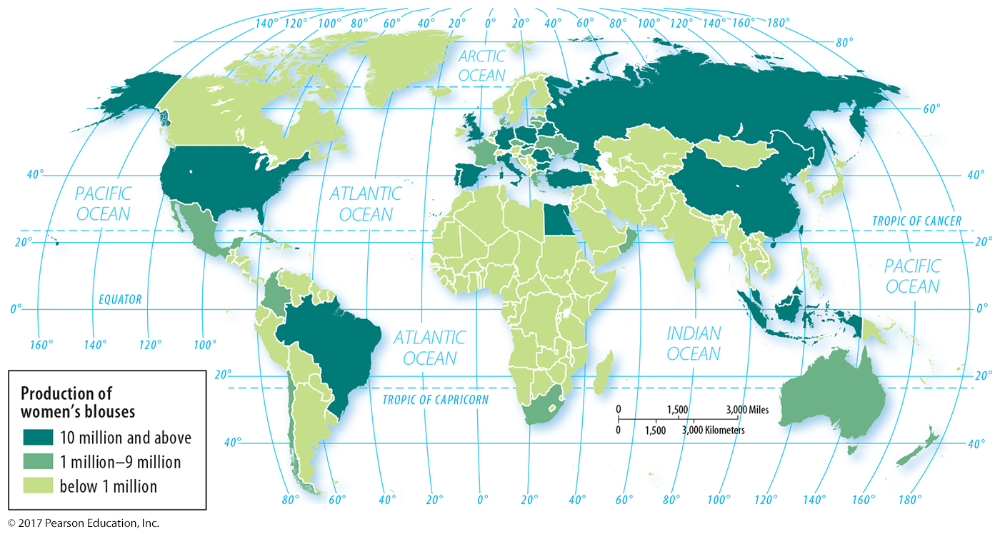 140° 120° 100° 80° 60° 40° 20° 0° 20° 40° 60° 80° 100° 120° 140° 160° 180°
80°
ARCTIC
OCEAN
60°
40°
40°
PACIFIC
OCEAN
ATLANTIC
OCEAN
TROPIC OF CANCER
20°
20°
PACIFIC
OCEAN
EQUATOR
0°
0°
ATLANTIC
OCEAN
INDIAN
OCEAN
160° 140° 120° 100°
20°
20°
TROPIC OF CAPRICORN
0 1,500 3,000 Miles
0 1,500 3,000 Kilometers
40°
40°
80° 60° 40° 20° 0° 20° 40° 60° 80° 100° 120° 140° 160° 180°
Production of
women's blouses
10 million and above
1 million–9 million
below 1 million
© 2017 Pearson Education, Inc.